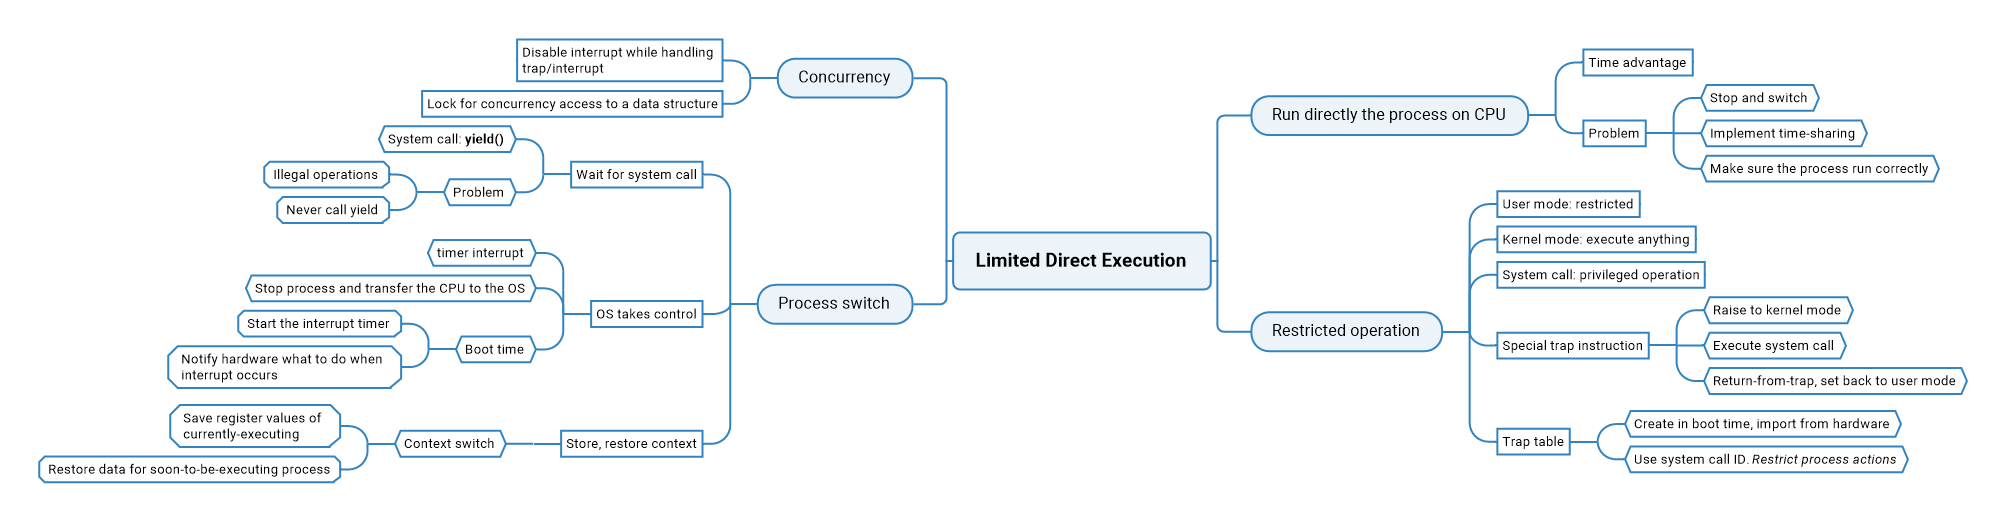 Limited Direct Execution
Run directly the process on CPU
Time advantage
Problem
Stop and switch
Implement time-sharing
Make sure the process run correctly
Restricted operation
User mode: restricted
Kernel mode: execute anything
System call: privileged operation
Special trap instruction
Raise to kernel mode
Execute system call
Return-from-trap, set back to user mode
Trap table
Create in boot time, import from hardware
Use system call ID. Restrict process actions
Concurrency
Disable interrupt while handling
trap/interrupt
Lock for concurrency access to a data structure
Process switch
Wait for system call
System call: yield()
Problem
Illegal operations
Never call yield
OS takes control
timer interrupt
Stop process and transfer the CPU to the OS
Boot time
Start the interrupt timer
Notify hardware what to do when
interrupt occurs
Store, restore context
Context switch
Save register values of
currently-executing
Restore data for soon-to-be-executing process